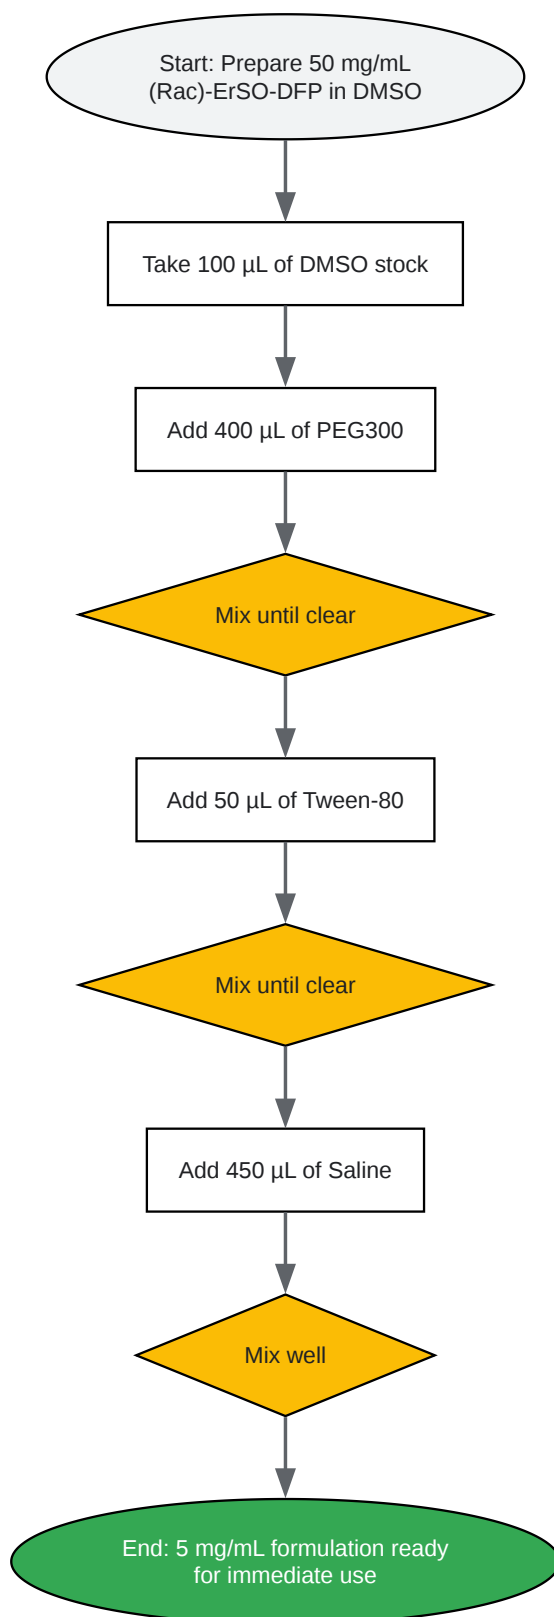 Start: Prepare 50 mg/mL
(Rac)-ErSO-DFP in DMSO
Take 100 µL of DMSO stock
Add 400 µL of PEG300
Mix until clear
Add 50 µL of Tween-80
Mix until clear
Add 450 µL of Saline
Mix well
End: 5 mg/mL formulation ready
for immediate use